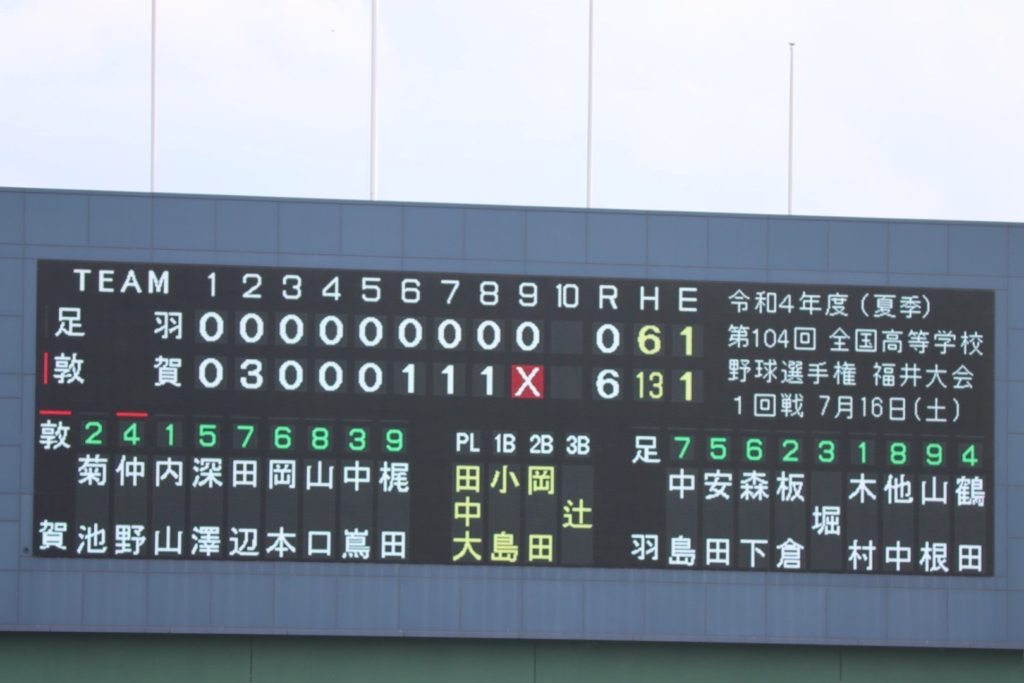 TEAM 1 2 3 4 5 6 7 8 9 10 R H E
足羽 0 0 0 0 0 0 0 0 0 0 6 1
敦賀 0 3 0 0 0 1 1 1 X 6 13 1
令和4年度(夏季)
第104回 全国高等学校
野球選手権 福井大会
1回戦 7月16日(土)
敦賀
2 菊池
4 仲野
1 内山
5 深澤
7 田辺
6 岡本
8 山口
3 中嶌
9 梶田
PL 田中大
1B 小島
2B 岡田
3B 辻
足羽
7 中島
5 安田
6 森下
2 板倉
3 堀
1 木村
8 他中
9 山根
4 鶴田